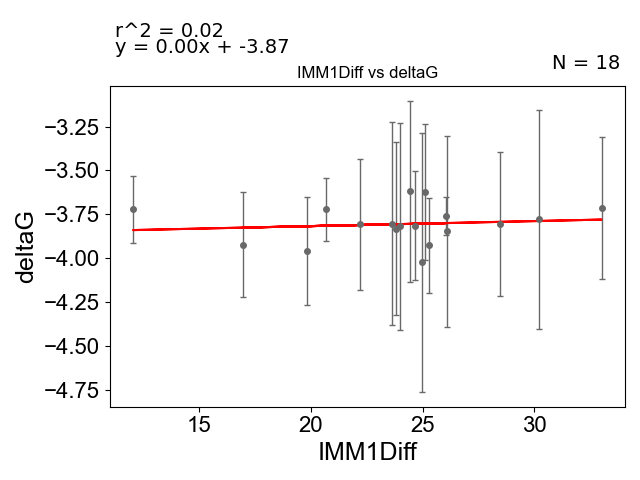 r^2 = 0.02
y = 0.00x + -3.87
N = 18
IMM1Diff vs deltaG
−3.25
−3.50
−3.75
−4.00
−4.25
−4.50
−4.75
deltaG
15 20 25 30
IMM1Diff